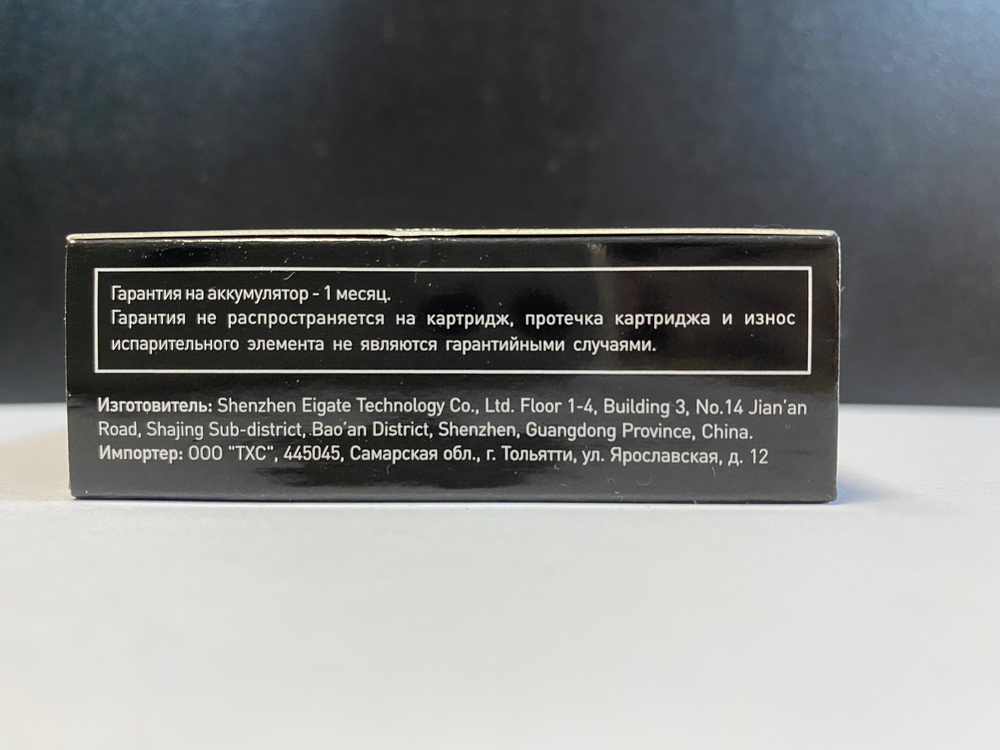 Гарантия на аккумулятор - 1 месяц.
Гарантия не распространяется на картридж, протечка картриджа и износ
испарительного элемента не являются гарантийными случаями.
Изготовитель: Shenzhen Eigate Technology Co., Ltd. Floor 1-4, Building 3, No.14 Jian'an
Road, Shajing Sub-district, Bao'an District, Shenzhen, Guangdong Province, China.
Импортер: ООО "ТХС", 445045, Самарская обл., г. Тольятти, ул. Ярославская, д. 12